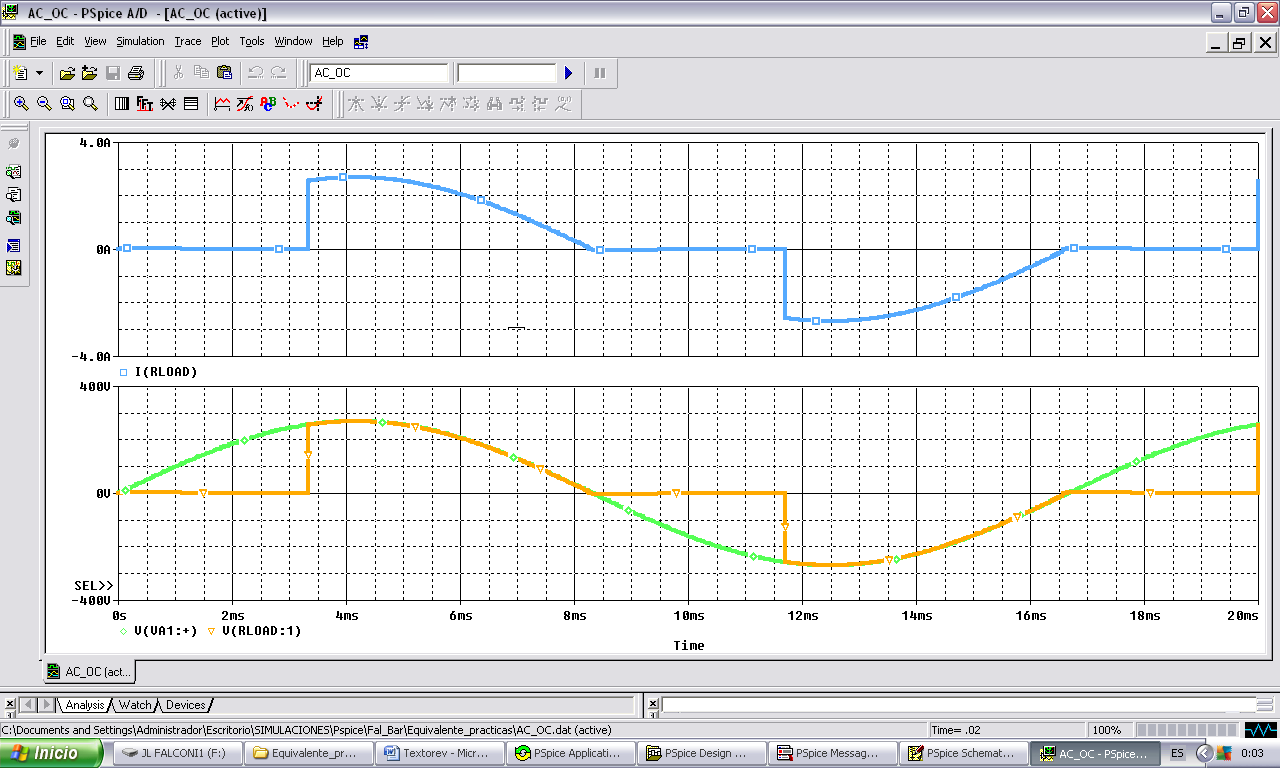 AC_OC - PSpice A/D - [AC_OC (active)]
File Edit View Simulation Trace Plot Tools Window Help
AC_OC
4.0A
0A
-4.0A
I(RLOAD)
400V
0V
SEL>>
-400V
0s 2ms 4ms 6ms 8ms 10ms 12ms 14ms 16ms 18ms 20ms
V(VA1:+) V(RLOAD:1)
Time
AC_OC (act...
Analysis Watch Devices
C:\Documents and Settings\Administrador\Escritorio\SIMULACIONES\Pspice\Fal_Bar\Equivalente_practicas\AC_OC.dat (active) Time= .02 100%
Inicio JL FALCONI1 (F:) Equivalente_pr... Textorev - Micr... PSpice Applicati... PSpice Design ... PSpice Messag... PSpice Schemat... AC_OC - PSpice... ES 0:03